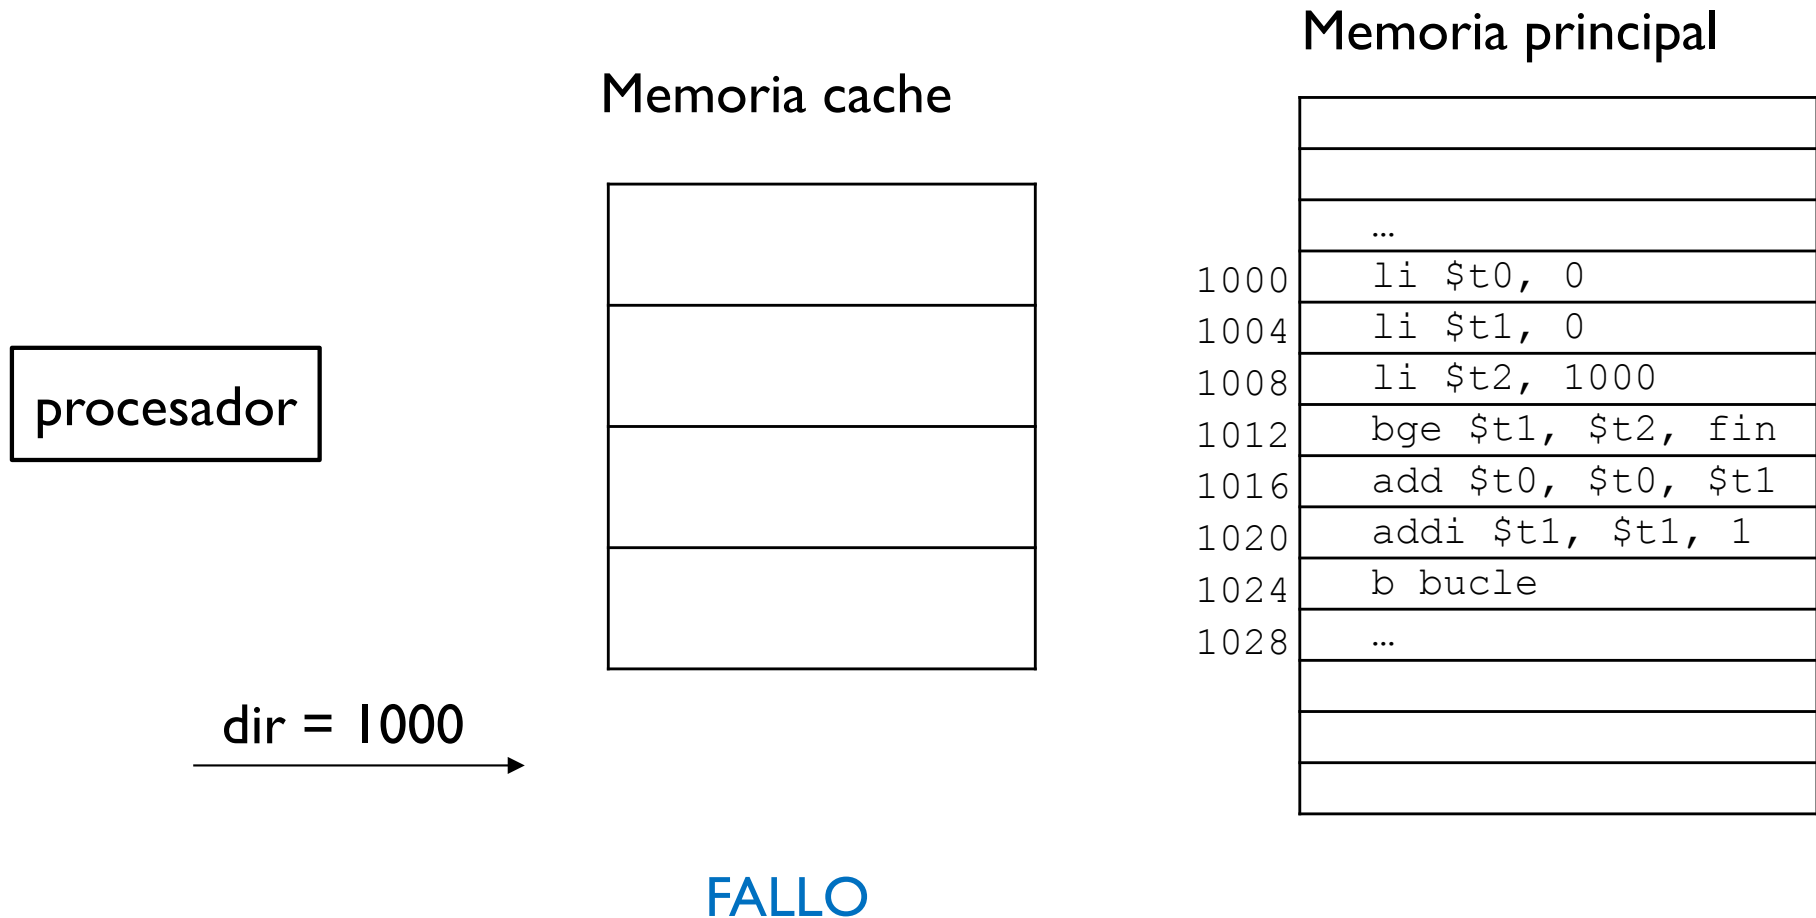 Memoria principal
Memoria cache
…
1000 li $t0, 0
1004 li $t1, 0
1008 li $t2, 1000
procesador
1012 bge $t1, $t2, fin
1016 add $t0, $t0, $t1
1020 addi $t1, $t1, 1
1024 b bucle
1028 …
dir = 1000
FALLO